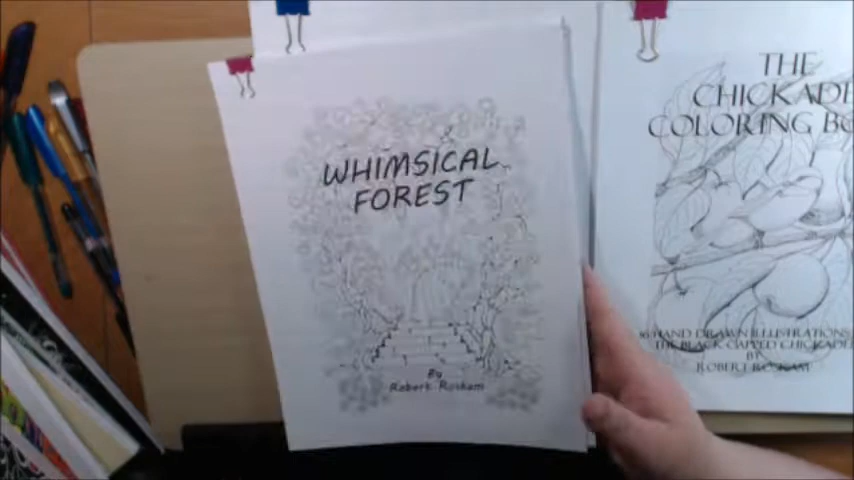 WHIMSICAL
FOREST
By
Robert Roskam
THE
CHICKADE
COLORING BO
HAND DRAWN ILLUSTRATIONS
THE BLACK-CAPPED CHICKADE
BY
ROBERT ROSKAM